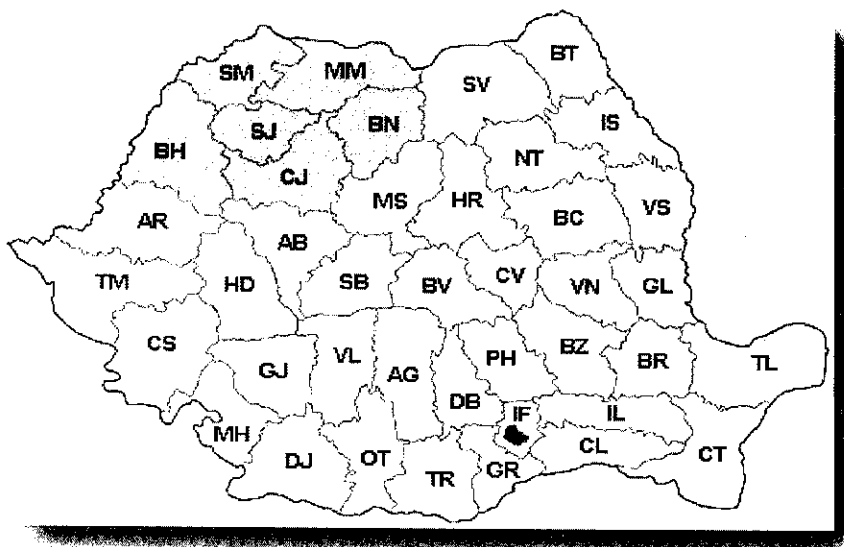 BT
SM MM SV
SJ BN IS
BH CJ NT
MS HR VS
AR AB BC
TM HD SB BV CV VN GL
CS GJ VL AG PH BZ BR TL
DB IF IL
MH DJ OT TR GR CL CT